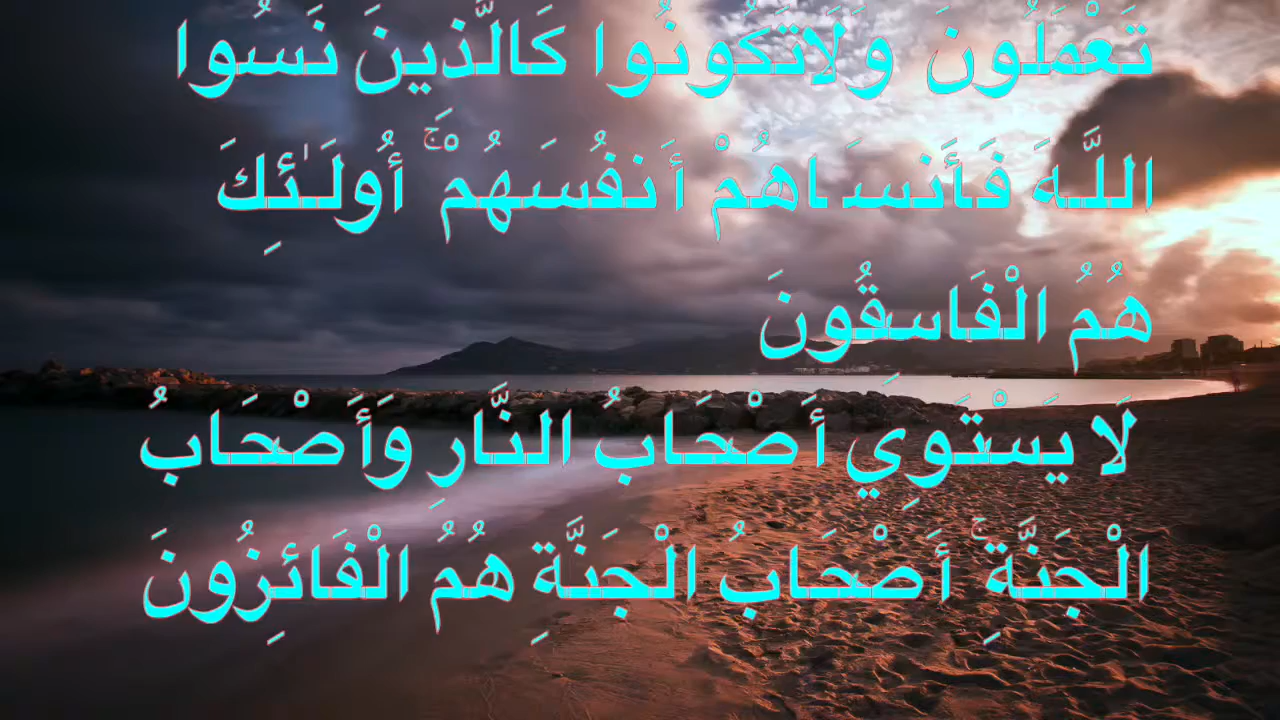 تَعْمَلُونَ وَلَاتَكُونُوا كَالَّذِينَ نَسُوا
اللَّـهَ فَأَنسَاهُمْ أَنفُسَهُمْ ۚ أُولَـٰئِكَ
هُمُ الْفَاسِقُونَ
لَا يَسْتَوِي أَصْحَابُ النَّارِ وَأَصْحَابُ
الْجَنَّةِ ۚ أَصْحَابُ الْجَنَّةِ هُمُ الْفَائِزُونَ